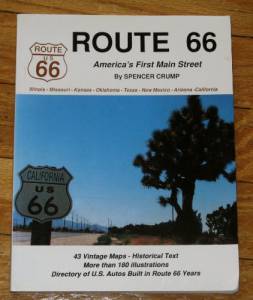 ROUTE
U S
66
ROUTE 66
America's First Main Street
By SPENCER CRUMP
Illinois - Missouri - Kansas - Oklahoma - Texas - New Mexico - Arizona - California
CALIFORNIA
US
66
43 Vintage Maps - Historical Text
More than 180 illustrations
Directory of U.S. Autos Built in Route 66 Years